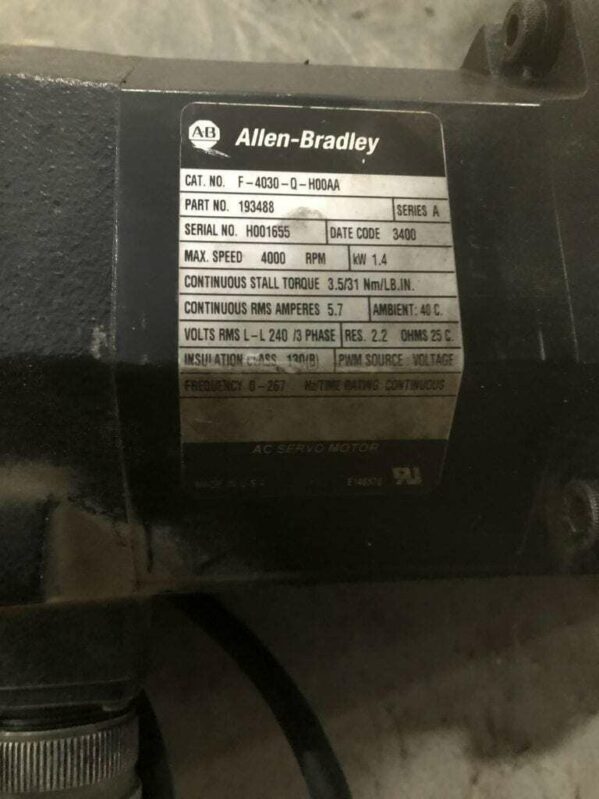 AB Allen-Bradley
CAT. NO. F-4030-Q-H00AA
PART NO. 193488 SERIES A
SERIAL NO. H001655 DATE CODE 3400
MAX. SPEED 4000 RPM kW 1.4
CONTINUOUS STALL TORQUE 3.5/31 Nm/LB.IN.
CONTINUOUS RMS AMPERES 5.7 AMBIENT: 40 C.
VOLTS RMS L-L 240 /3 PHASE RES. 2.2 OHMS 25 C.
INSULATION CLASS 130(B) PWM SOURCE : VOLTAGE
FREQUENCY 0-267 Hz/TIME RATING CONTINUOUS
AC SERVO MOTOR
MADE IN U.S.A.